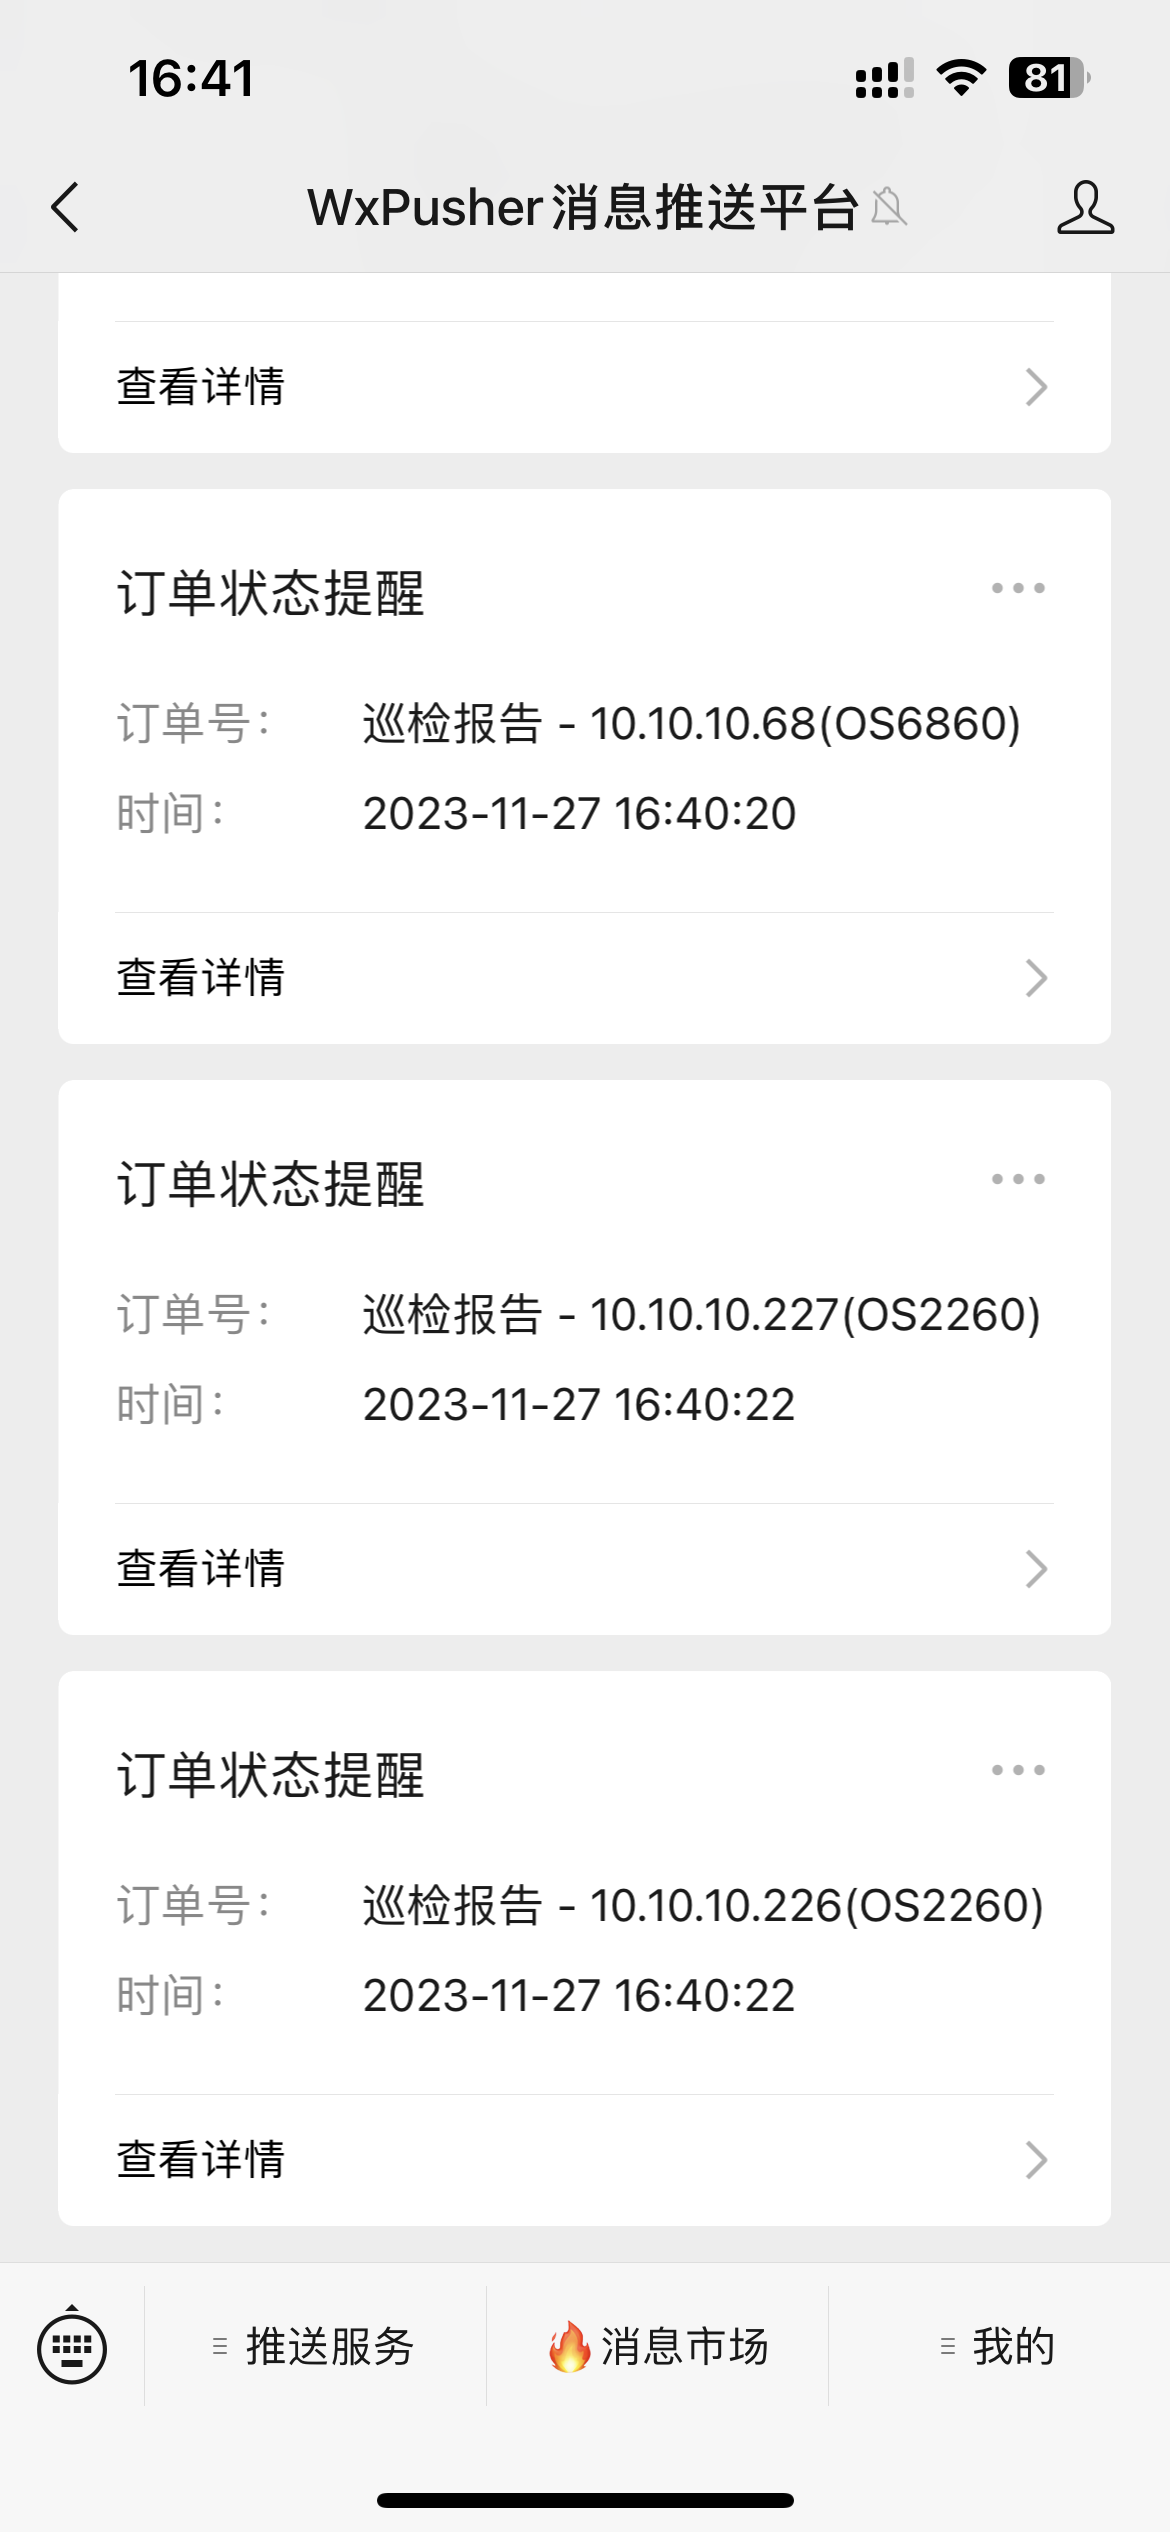 16:41
81
WxPusher消息推送平台
查看详情
订单状态提醒
订单号： 巡检报告 - 10.10.10.68(OS6860)
时间： 2023-11-27 16:40:20
查看详情
订单状态提醒
订单号： 巡检报告 - 10.10.10.227(OS2260)
时间： 2023-11-27 16:40:22
查看详情
订单状态提醒
订单号： 巡检报告 - 10.10.10.226(OS2260)
时间： 2023-11-27 16:40:22
查看详情
推送服务 🔥消息市场 我的